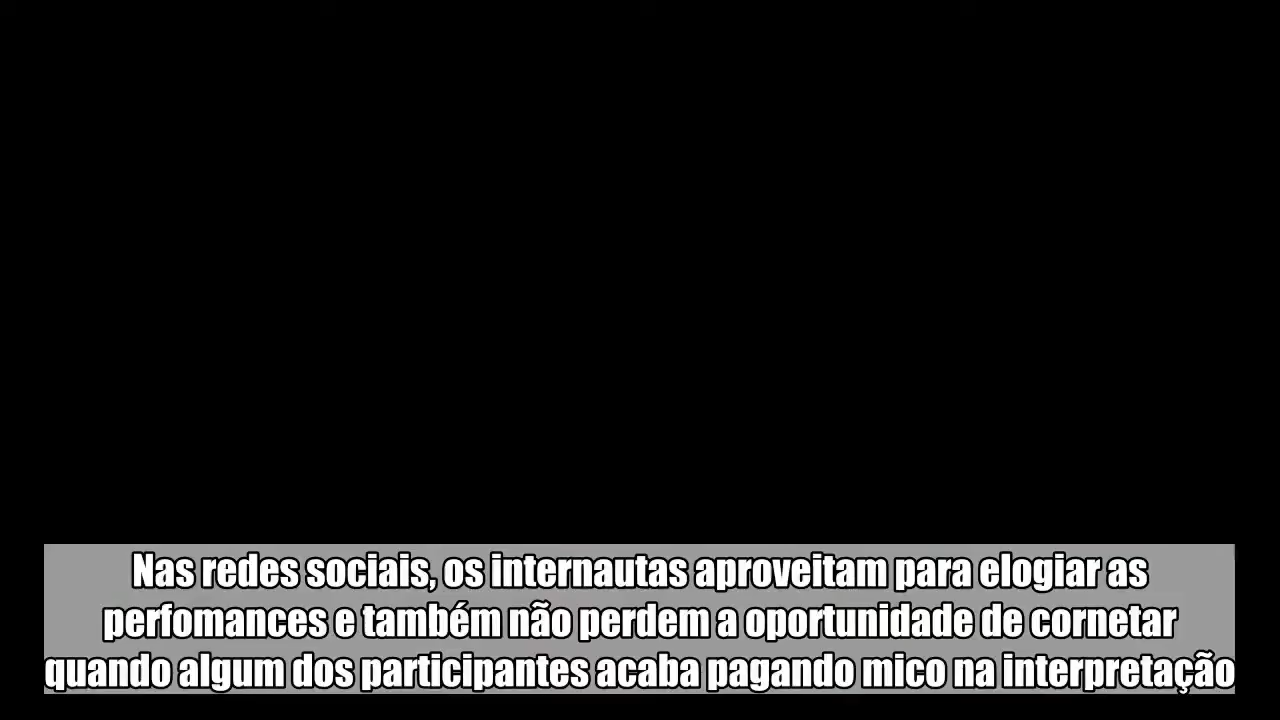 Nas redes sociais, os internautas aproveitam para elogiar as
perfomances e também não perdem a oportunidade de cornetar
quando algum dos participantes acaba pagando mico na interpretação